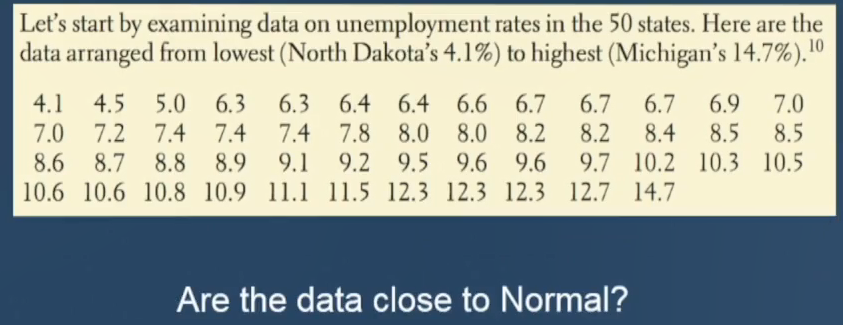 Let's start by examining data on unemployment rates in the 50 states. Here are the
data arranged from lowest (North Dakota's 4.1%) to highest (Michigan's 14.7%).10
4.1 4.5 5.0 6.3 6.3 6.4 6.4 6.6 6.7 6.7 6.7 6.9 7.0
7.0 7.2 7.4 7.4 7.4 7.8 8.0 8.0 8.2 8.2 8.4 8.5 8.5
8.6 8.7 8.8 8.9 9.1 9.2 9.5 9.6 9.6 9.7 10.2 10.3 10.5
10.6 10.6 10.8 10.9 11.1 11.5 12.3 12.3 12.3 12.7 14.7
Are the data close to Normal?